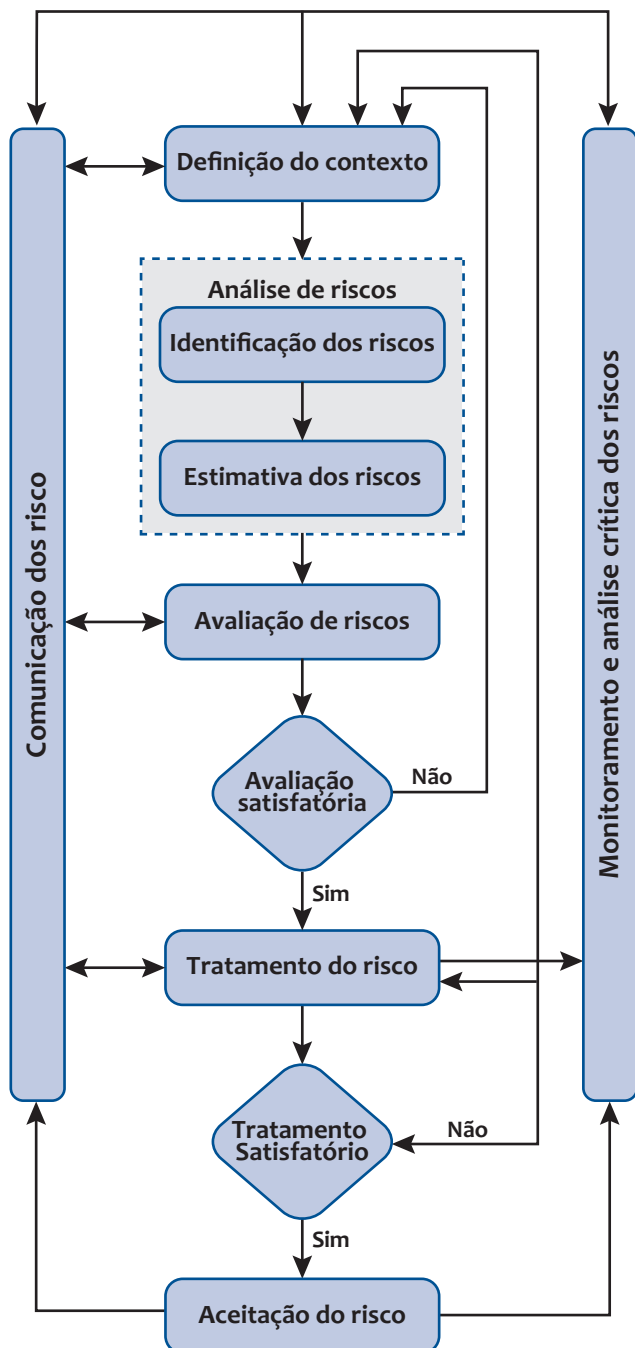 Definição do contexto
Análise de riscos
Identificação dos riscos
Estimativa dos riscos
Avaliação de riscos
Avaliação
satisfatória
Não
Sim
Tratamento do risco
Tratamento
Satisfatório
Não
Sim
Aceitação do risco
Comunicação dos risco
Monitoramento e análise crítica dos riscos